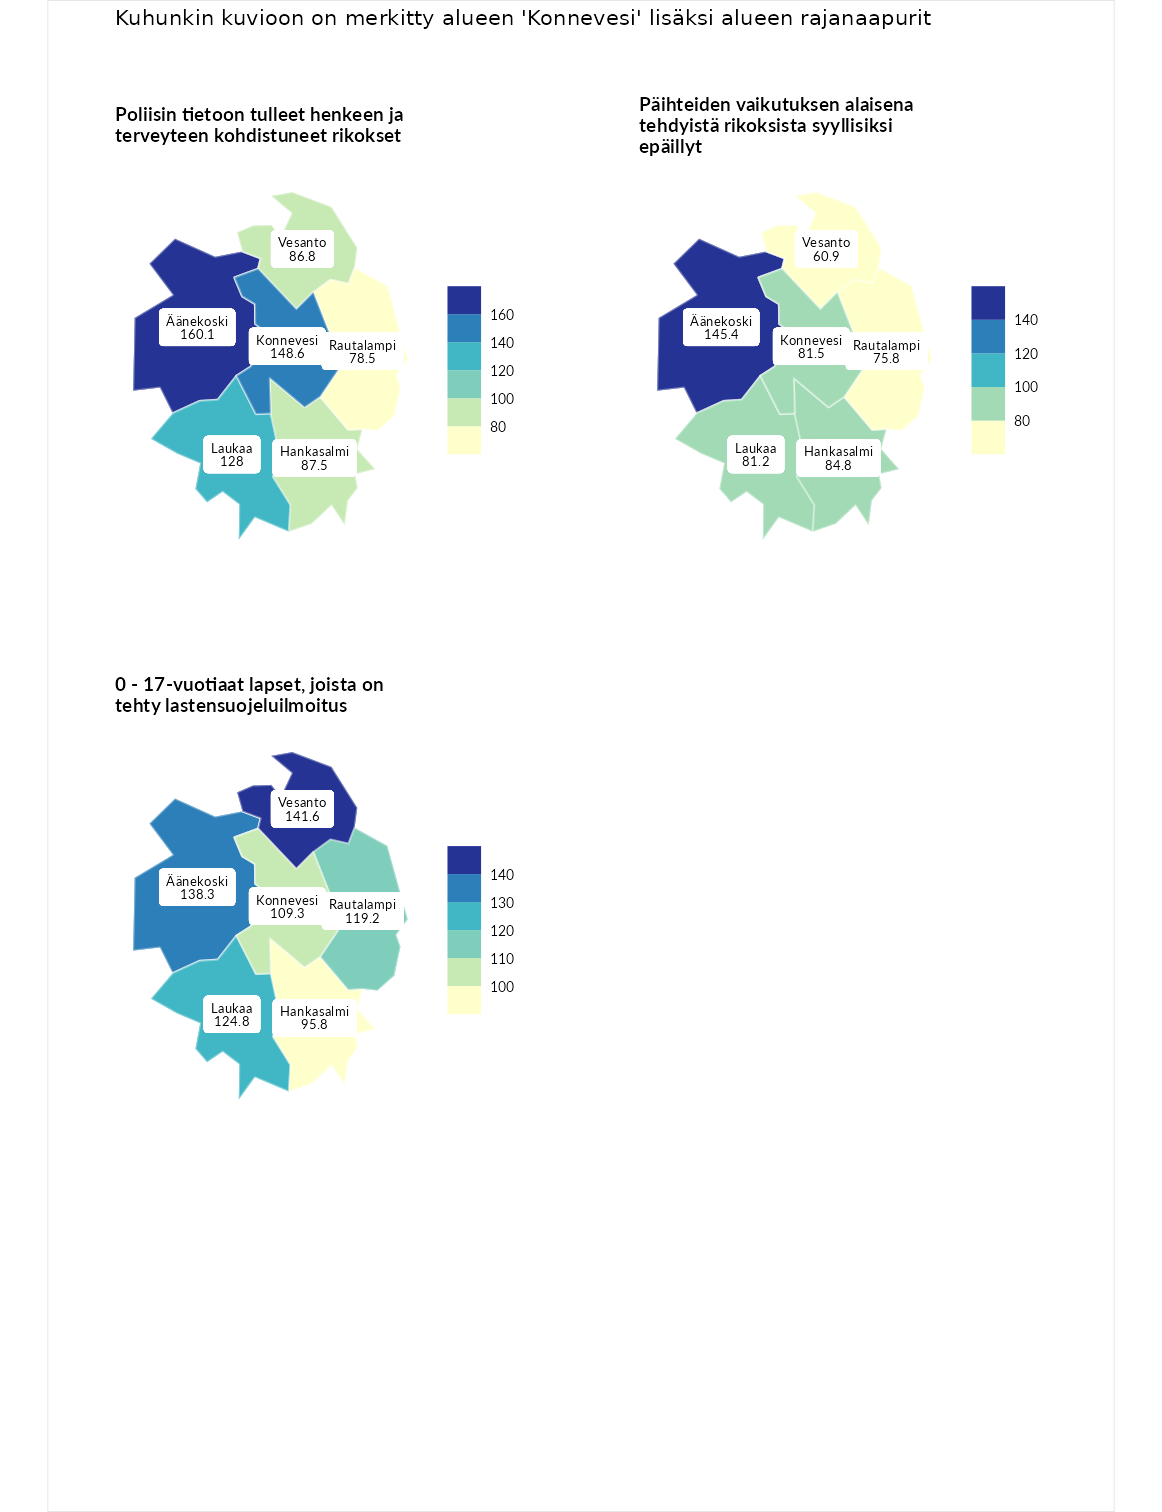 Kuhunkin kuvioon on merkitty alueen 'Konnevesi' lisäksi alueen rajanaapurit
Poliisin tietoon tulleet henkeen ja
terveyteen kohdistuneet rikokset
Vesanto
86.8
Äänekoski
160.1
Konnevesi
148.6
Rautalampi
78.5
Laukaa
128
Hankasalmi
87.5
160
140
120
100
80
Päihteiden vaikutuksen alaisena
tehdyistä rikoksista syyllisiksi
epäillyt
Vesanto
60.9
Äänekoski
145.4
Konnevesi
81.5
Rautalampi
75.8
Laukaa
81.2
Hankasalmi
84.8
140
120
100
80
0 - 17-vuotiaat lapset, joista on
tehty lastensuojeluilmoitus
Vesanto
141.6
Äänekoski
138.3
Konnevesi
109.3
Rautalampi
119.2
Laukaa
124.8
Hankasalmi
95.8
140
130
120
110
100